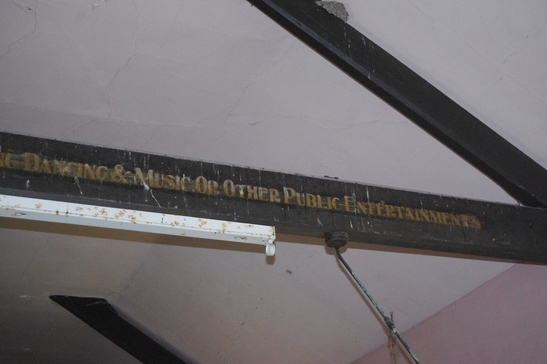 Dancing & Music Or Other Public Entertainments